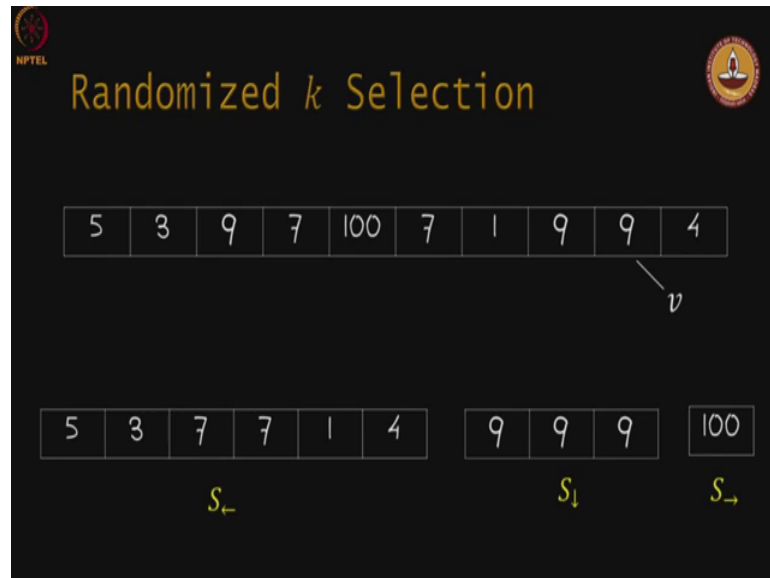 NPTEL
Randomized k Selection
5 3 9 7 100 7 1 9 9 4
v
5 3 7 7 1 4 9 9 9 100
S← S↓ S→